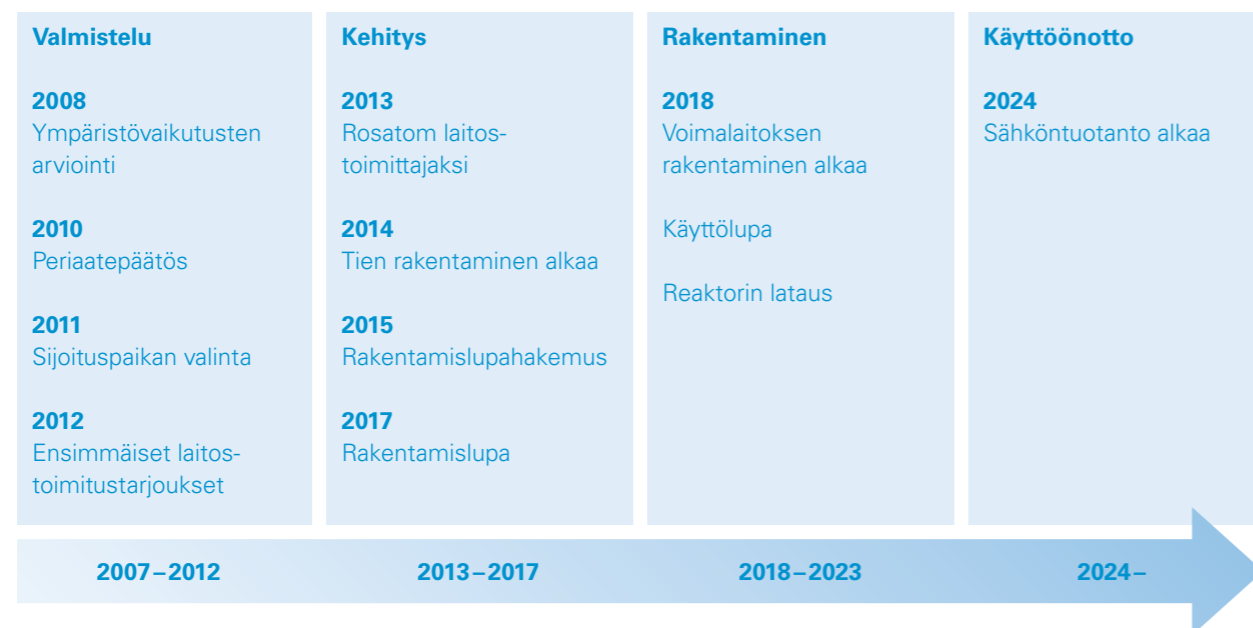 Valmistelu
2008
Ympäristövaikutusten
arviointi
2010
Periaatepäätös
2011
Sijoituspaikan valinta
2012
Ensimmäiset laitos-
toimitustarjoukset
Kehitys
2013
Rosatom laitos-
toimittajaksi
2014
Tien rakentaminen alkaa
2015
Rakentamislupahakemus
2017
Rakentamislupa
Rakentaminen
2018
Voimalaitoksen
rakentaminen alkaa
Käyttölupa
Reaktorin lataus
Käyttöönotto
2024
Sähköntuotanto alkaa
2007–2012
2013–2017
2018–2023
2024–